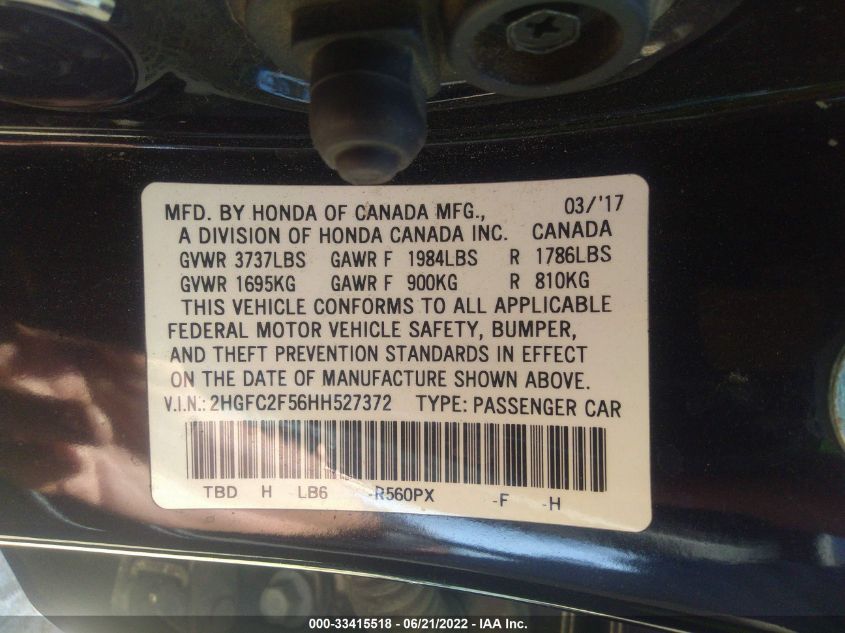 MFD. BY HONDA OF CANADA MFG., 03/'17
A DIVISION OF HONDA CANADA INC. CANADA
GVWR 3737LBS GAWR F 1984LBS R 1786LBS
GVWR 1695KG GAWR F 900KG R 810KG
THIS VEHICLE CONFORMS TO ALL APPLICABLE
FEDERAL MOTOR VEHICLE SAFETY, BUMPER,
AND THEFT PREVENTION STANDARDS IN EFFECT
ON THE DATE OF MANUFACTURE SHOWN ABOVE.
V.I.N.: 2HGFC2F56HH527372 TYPE: PASSENGER CAR
TBD H LB6 -R560PX -F -H
000-33415518 - 06/21/2022 - IAA Inc.